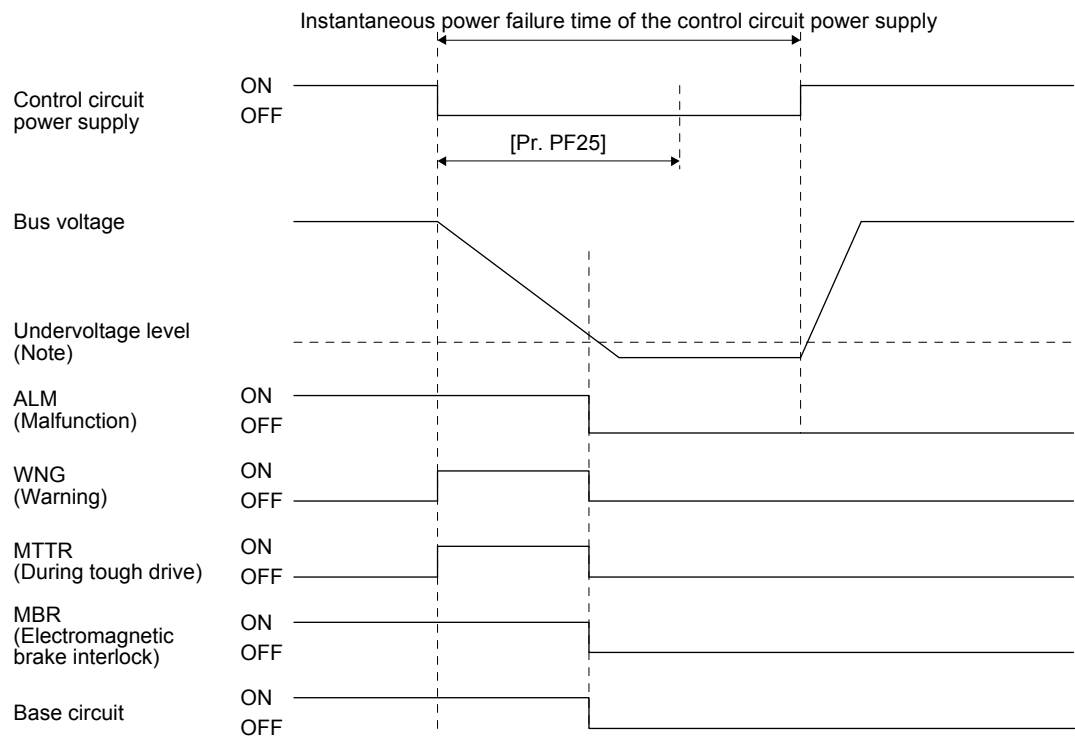 Instantaneous power failure time of the control circuit power supply
Control circuit
power supply
ON
OFF
[Pr. PF25]
Bus voltage
Undervoltage level
(Note)
ALM
(Malfunction)
ON
OFF
WNG
(Warning)
ON
OFF
MTTR
(During tough drive)
ON
OFF
MBR
(Electromagnetic
brake interlock)
ON
OFF
Base circuit
ON
OFF